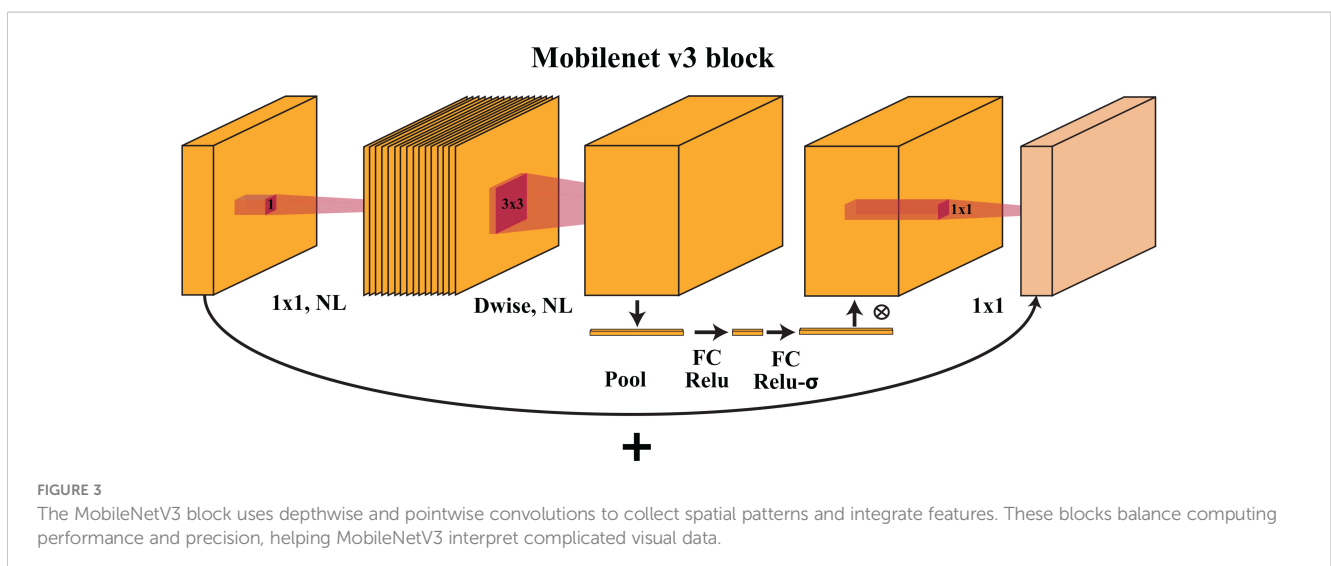 Mobilenet v3 block
1
3x3
1x1
1x1, NL
Dwise, NL
1x1
⊗
Pool
FC
Relu
FC
Relu-σ
+
FIGURE 3
The MobileNetV3 block uses depthwise and pointwise convolutions to collect spatial patterns and integrate features. These blocks balance computing
performance and precision, helping MobileNetV3 interpret complicated visual data.